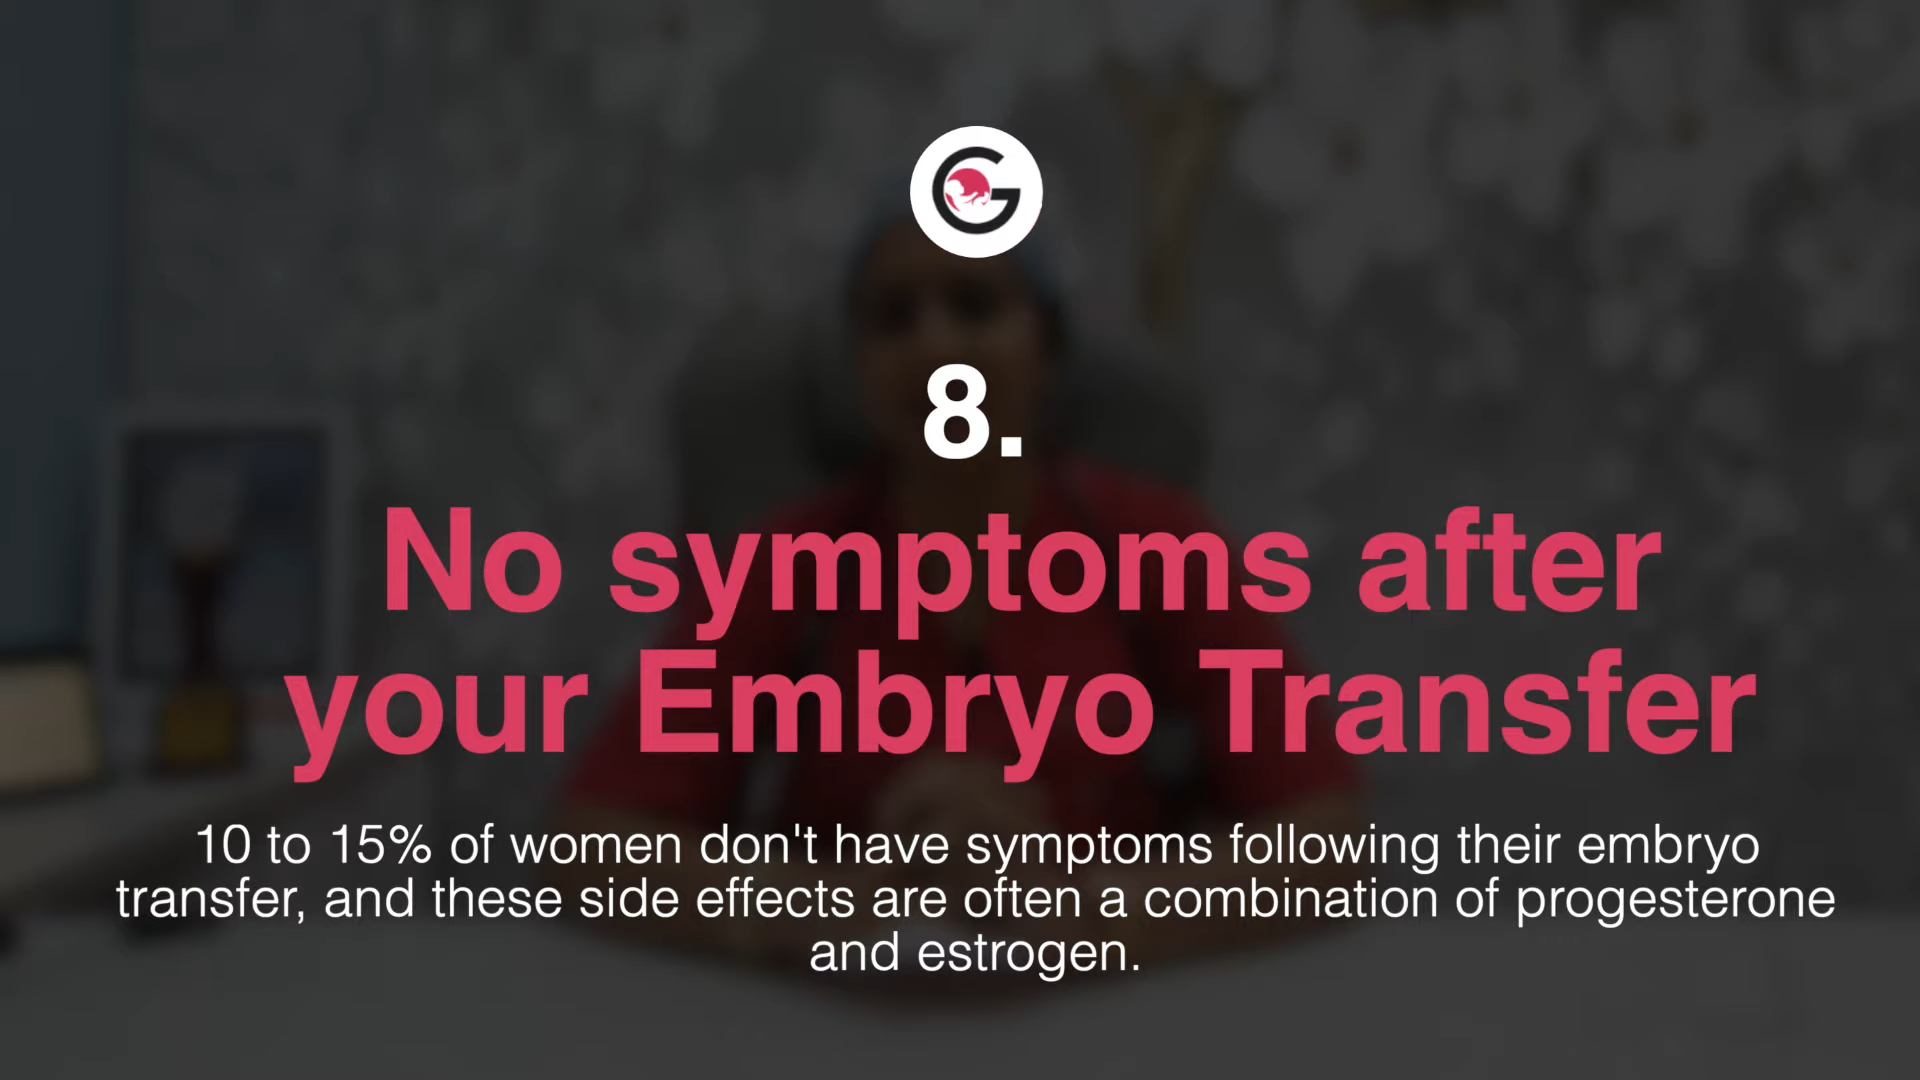 G
8.
No symptoms after
your Embryo Transfer
10 to 15% of women don't have symptoms following their embryo
transfer, and these side effects are often a combination of progesterone
and estrogen.